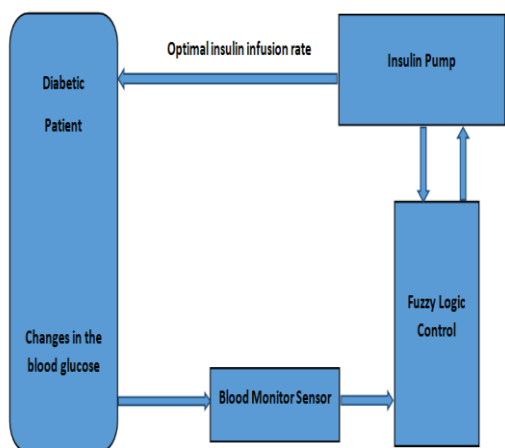 Optimal insulin infusion rate
Insulin Pump
Diabetic
Patient
Fuzzy Logic
Control
Changes in the
blood glucose
Blood Monitor Sensor